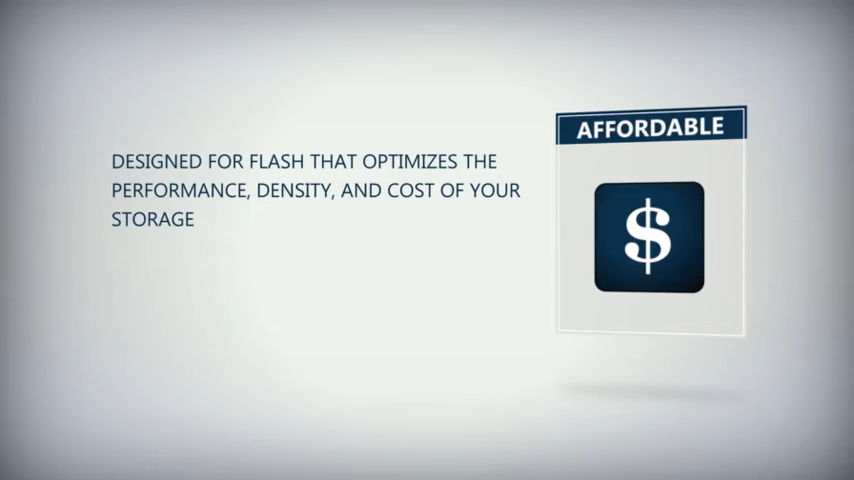 DESIGNED FOR FLASH THAT OPTIMIZES THE
PERFORMANCE, DENSITY, AND COST OF YOUR
STORAGE
AFFORDABLE
$